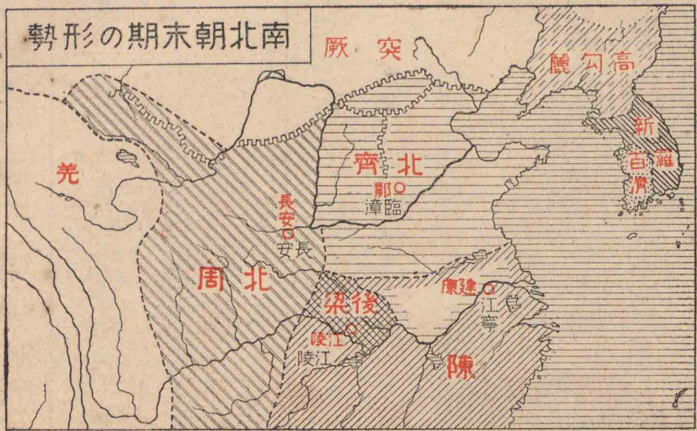 南北朝末期の形勢
突厥
高勾麗
新羅
百濟
羌
北齊
鄴
臨漳
長安
長安
北周
後梁
江陵
江陵
建康
江寧
陳